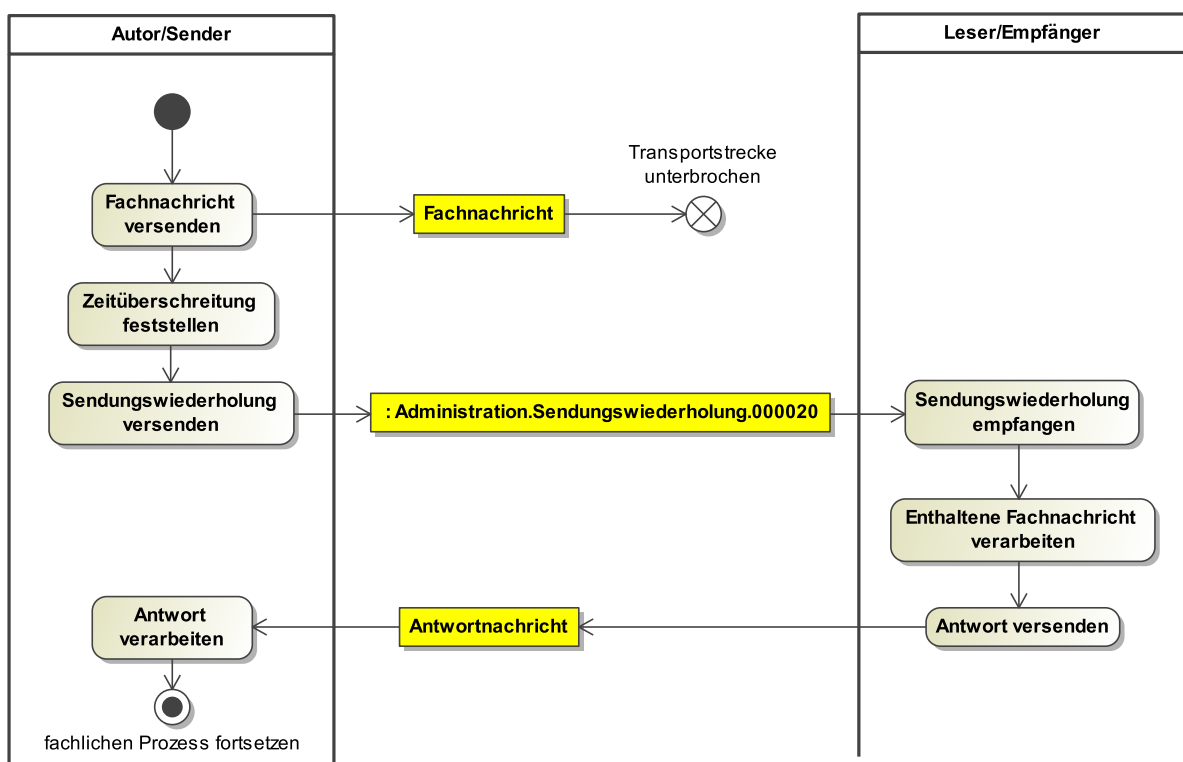 Autor/Sender
Leser/Empfänger
Transportstrecke
unterbrochen
Fachnachricht
versenden
Fachnachricht
Zeitüberschreitung
feststellen
Sendungswiederholung
versenden
: Administration.Sendungswiederholung.000020
Sendungswiederholung
empfangen
Enthaltene Fachnachricht
verarbeiten
Antwort
verarbeiten
Antwortnachricht
Antwort versenden
fachlichen Prozess fortsetzen